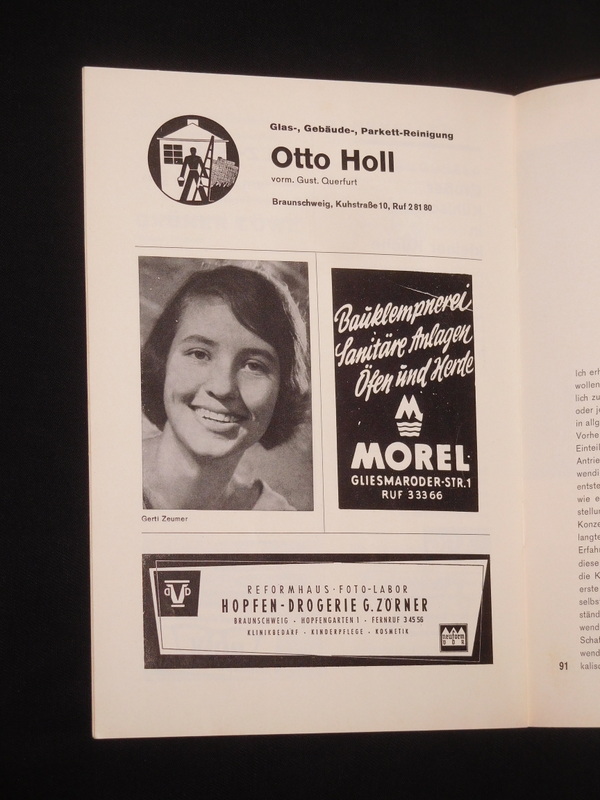 Glas-, Gebäude-, Parkett-Reinigung
Otto Holl
vorm. Gust. Querfurt
Braunschweig, Kuhstraße 10, Ruf 2 81 80
Gerti Zeumer
Bauklempnerei
Sanitäre Anlagen
Öfen und Herde
M
MOREL
GLIESMARODER-STR. 1
RUF 3 33 66
REFORMHAUS · FOTO-LABOR
HOPFEN-DROGERIE G. ZÖRNER
BRAUNSCHWEIG - HOPFENGARTEN 1 - FERNRUF 3 45 56
KLINIKBEDARF - KINDERPFLEGE - KOSMETIK
neuform
Ich erh
wollen
lich zu
oder je
in allg
Vorhe
Einteil
Antrie
wendi
entste
wie e
stellun
Konze
langte
Erfahr
diese
die K
erste
selbs
ständ
wend
Schaf
wend
91 kalisc